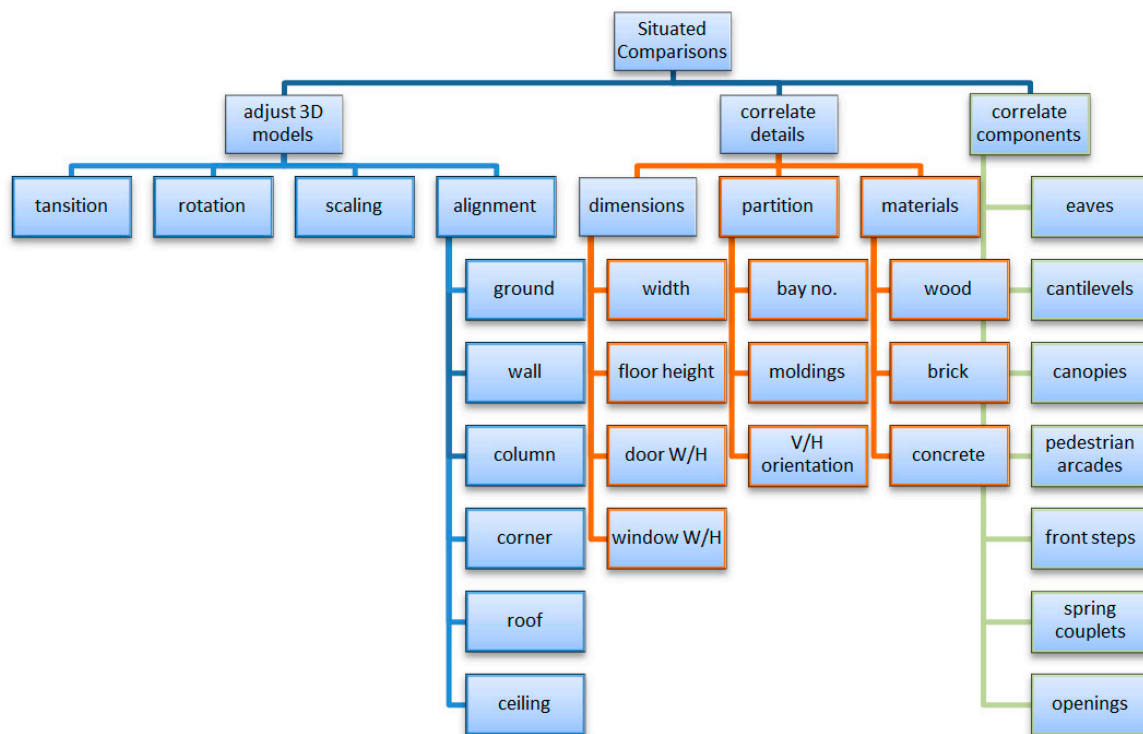 Situated
Comparisons
adjust 3D
models
correlate
details
correlate
components
tansition
rotation
scaling
alignment
dimensions
partition
materials
eaves
ground
width
bay no.
wood
cantilevels
wall
floor height
moldings
brick
canopies
column
door W/H
V/H
orientation
concrete
pedestrian
arcades
corner
window W/H
front steps
roof
spring
couplets
ceiling
openings